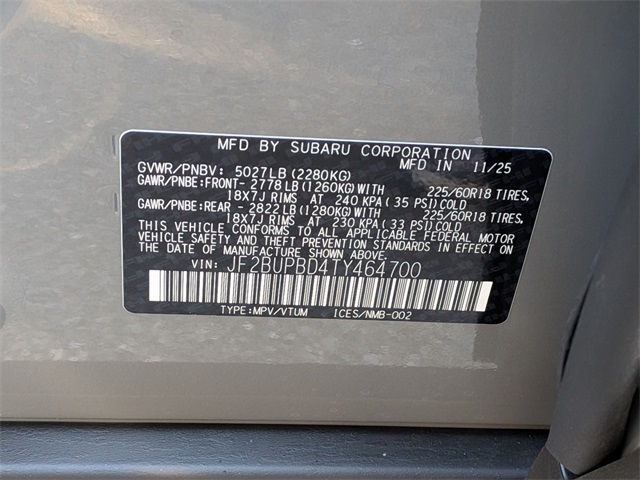 MFD BY SUBARU CORPORATION
MFD IN 11/25
GVWR/PNBV: 5027LB (2280KG)
GAWR/PNBE:FRONT- 2778LB(1260KG)WITH 225/60R18 TIRES,
18X7J RIMS AT 240 KPA(35 PSI)COLD
GAWR/PNBE:REAR - 2822LB(1280KG)WITH 225/60R18 TIRES,
18X7J RIMS AT 230 KPA(33 PSI)COLD
THIS VEHICLE CONFORMS TO ALL APPLICABLE FEDERAL MOTOR
VEHICLE SAFETY AND THEFT PREVENTION STANDARDS IN EFFECT ON
THE DATE OF MANUFACTURE SHOWN ABOVE.
VIN: JF2BUPBD4TY464700
TYPE:MPV/VTUM ICES/NMB-002